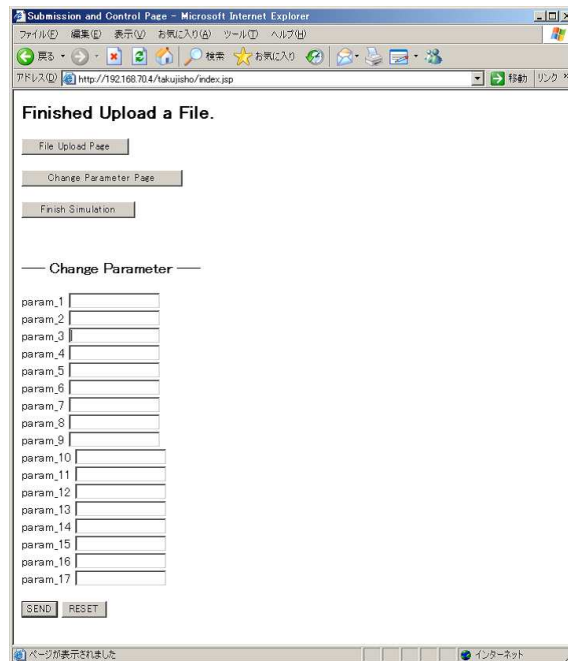 Submission and Control Page - Microsoft Internet Explorer
ファイル(F) 編集(E) 表示(V) お気に入り(A) ツール(T) ヘルプ(H)
戻る 検索 お気に入り
アドレス(D) http://192.168.70.4/takujisho/index.jsp 移動 リンク »
Finished Upload a File.
File Upload Page
Change Parameter Page
Finish Simulation
---- Change Parameter ----
param_1
param_2
param_3
param_4
param_5
param_6
param_7
param_8
param_9
param_10
param_11
param_12
param_13
param_14
param_15
param_16
param_17
SEND RESET
ページが表示されました インターネット